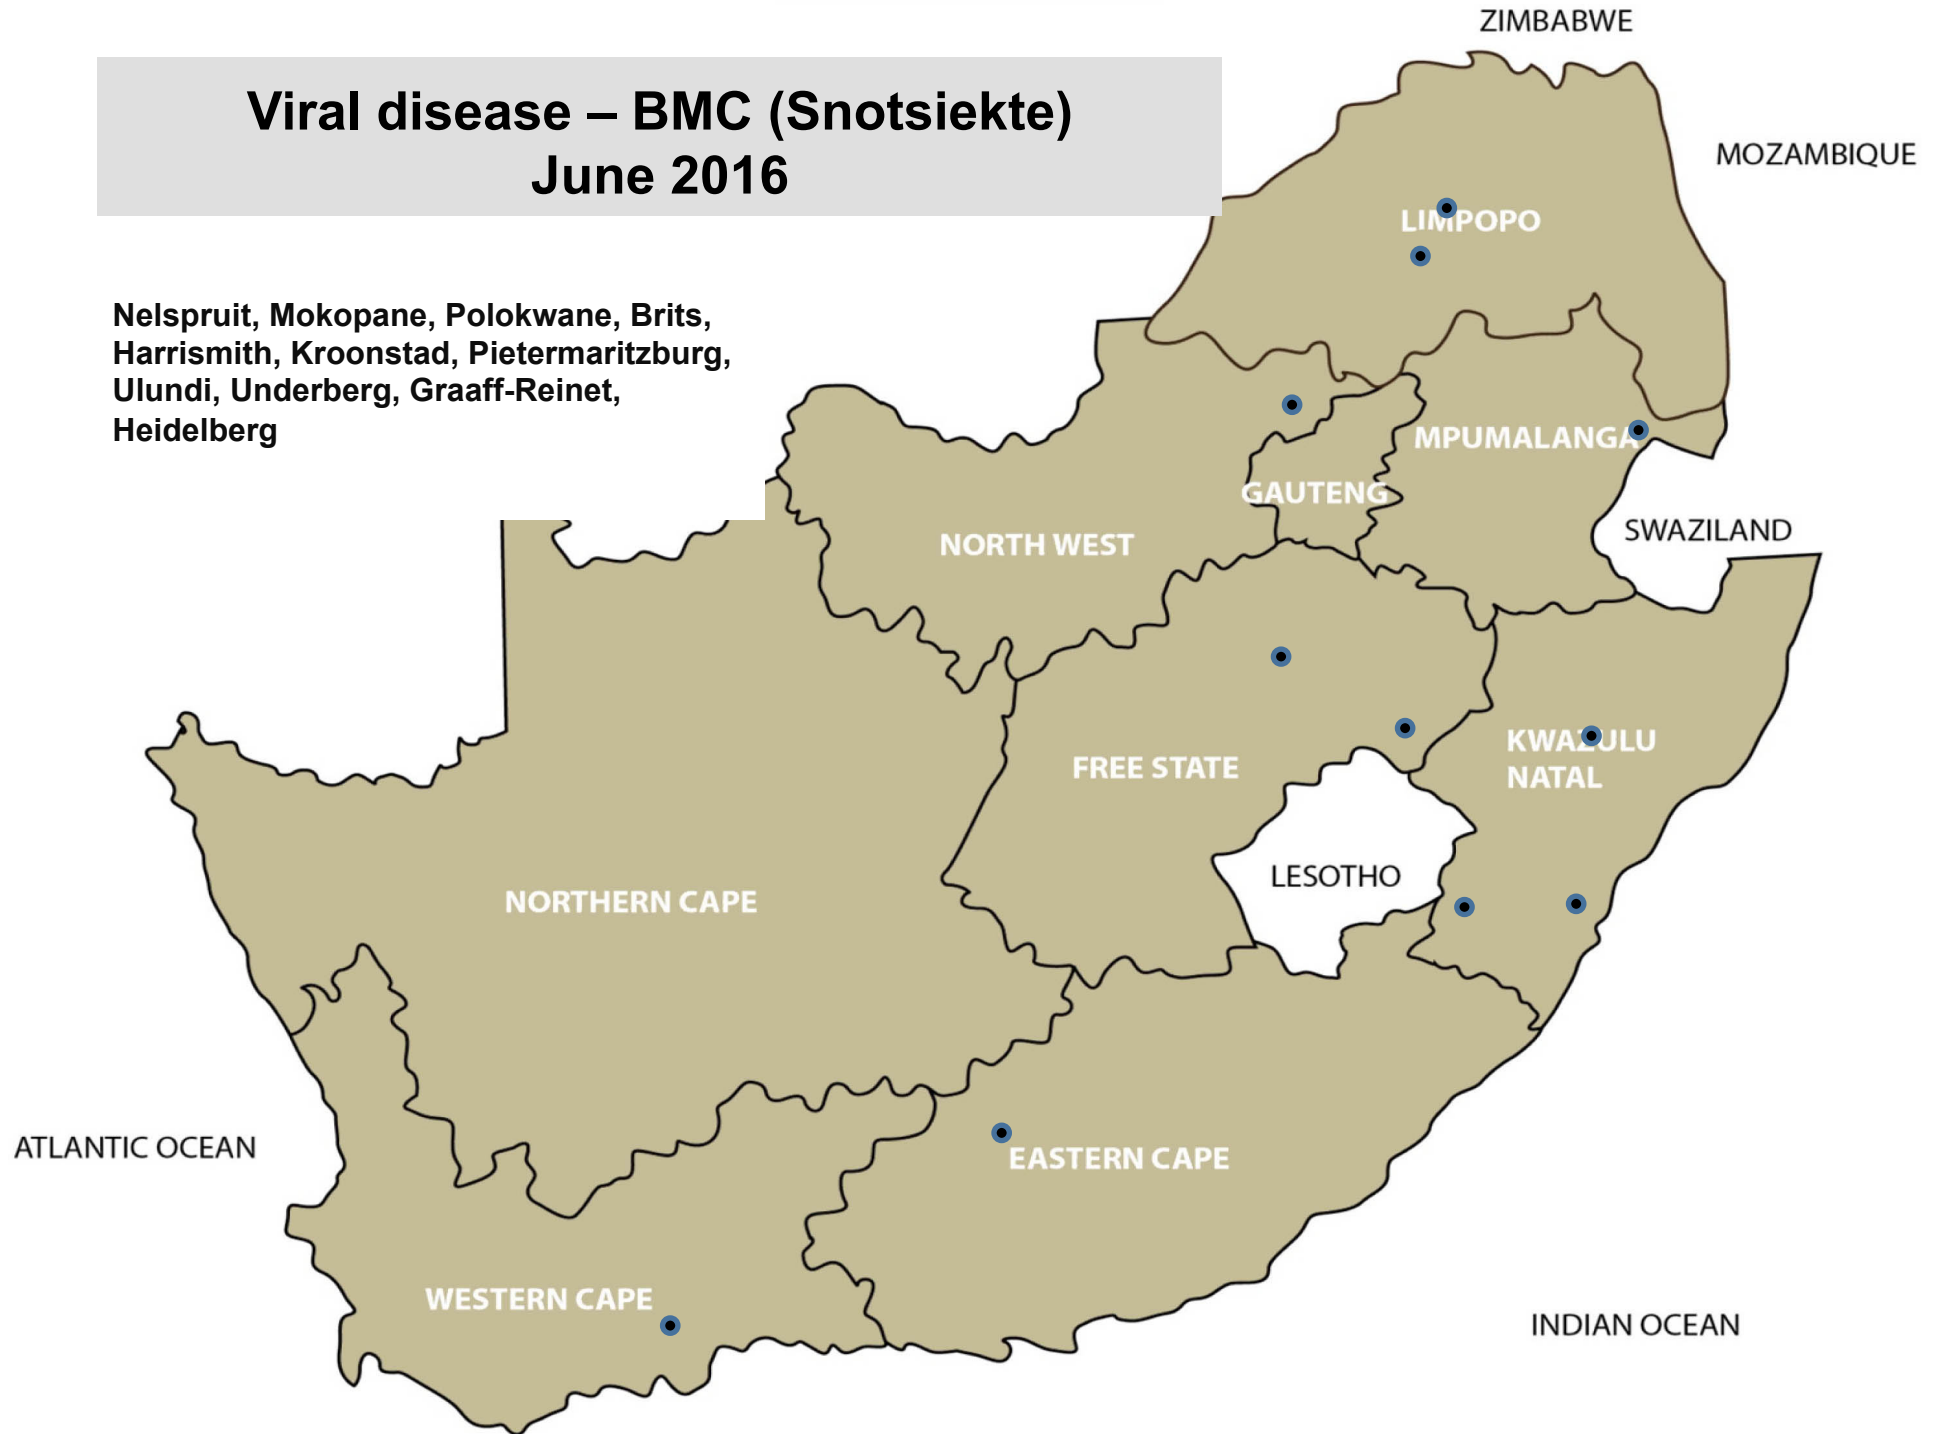 ZIMBABWE
Viral disease – BMC (Snotsiekte)
June 2016
MOZAMBIQUE
LIMPOPO
Nelspruit, Mokopane, Polokwane, Brits,
Harrismith, Kroonstad, Pietermaritzburg,
Ulundi, Underberg, Graaff-Reinet,
Heidelberg
MPUMALANGA
GAUTENG
SWAZILAND
NORTH WEST
KWAZULU
NATAL
FREE STATE
LESOTHO
NORTHERN CAPE
ATLANTIC OCEAN
EASTERN CAPE
WESTERN CAPE
INDIAN OCEAN